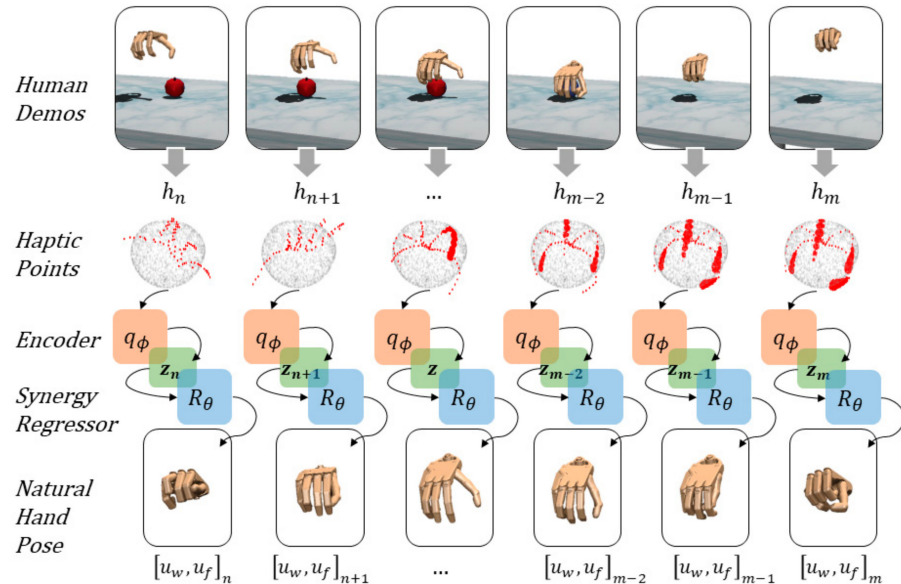 Human
Demos
h_n h_{n+1} ... h_{m-2} h_{m-1} h_m
Haptic
Points
Encoder
q_ϕ q_ϕ q_ϕ q_ϕ q_ϕ q_ϕ
z_n z_{n+1} z z_{m-2} z_{m-1} z_m
Synergy
Regressor
R_θ R_θ R_θ R_θ R_θ R_θ
Natural
Hand
Pose
[u_w, u_f]_n [u_w, u_f]_{n+1} ... [u_w, u_f]_{m-2} [u_w, u_f]_{m-1} [u_w, u_f]_m